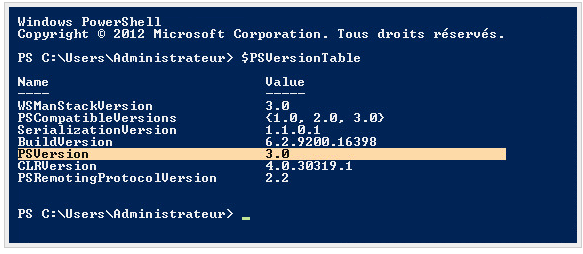 Windows PowerShell
Copyright © 2012 Microsoft Corporation. Tous droits réservés.
PS C:\Users\Administrateur> $PSVersionTable
Name Value
---- -----
WSManStackVersion 3.0
PSCompatibleVersions {1.0, 2.0, 3.0}
SerializationVersion 1.1.0.1
BuildVersion 6.2.9200.16398
PSVersion 3.0
CLRVersion 4.0.30319.1
PSRemotingProtocolVersion 2.2
PS C:\Users\Administrateur> _